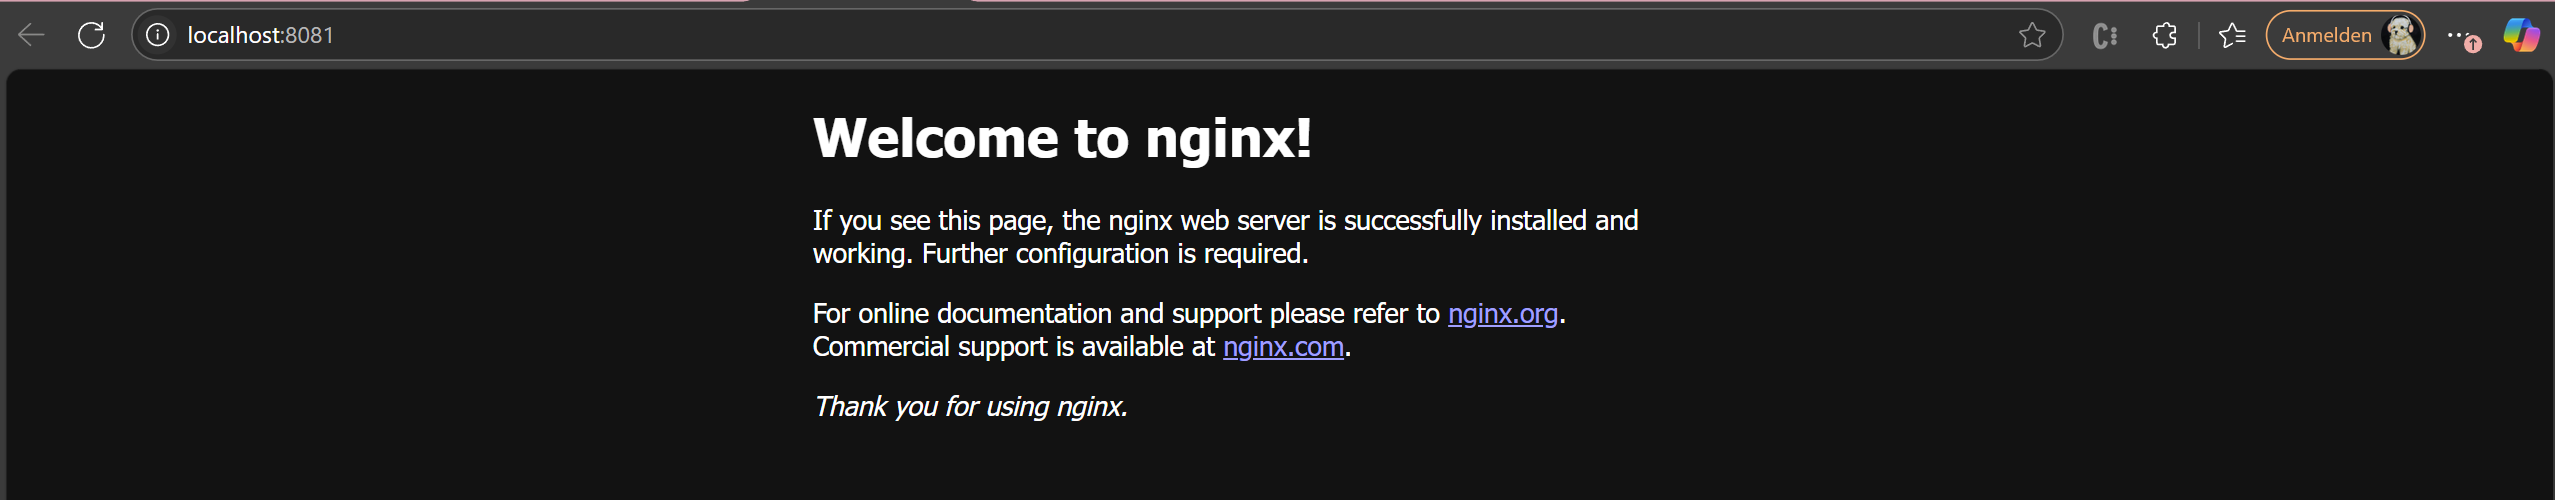 localhost:8081
Anmelden
Welcome to nginx!
If you see this page, the nginx web server is successfully installed and
working. Further configuration is required.
For online documentation and support please refer to nginx.org.
Commercial support is available at nginx.com.
Thank you for using nginx.